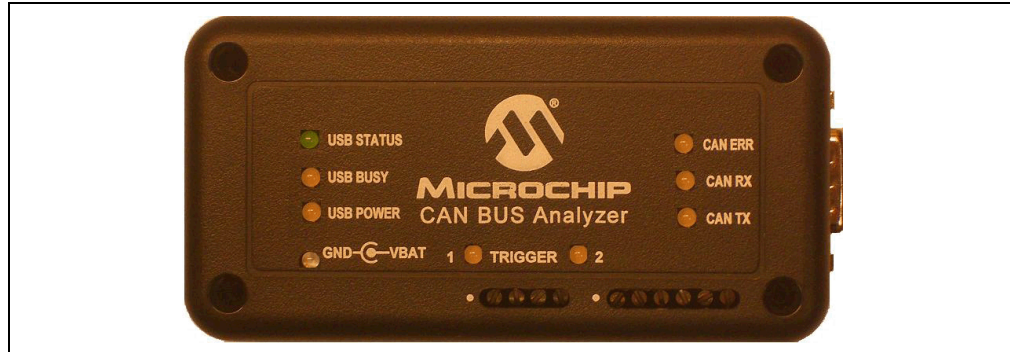 ®
USB STATUS
USB BUSY
USB POWER
GND VBAT
MICROCHIP
CAN BUS Analyzer
1 TRIGGER 2
CAN ERR
CAN RX
CAN TX